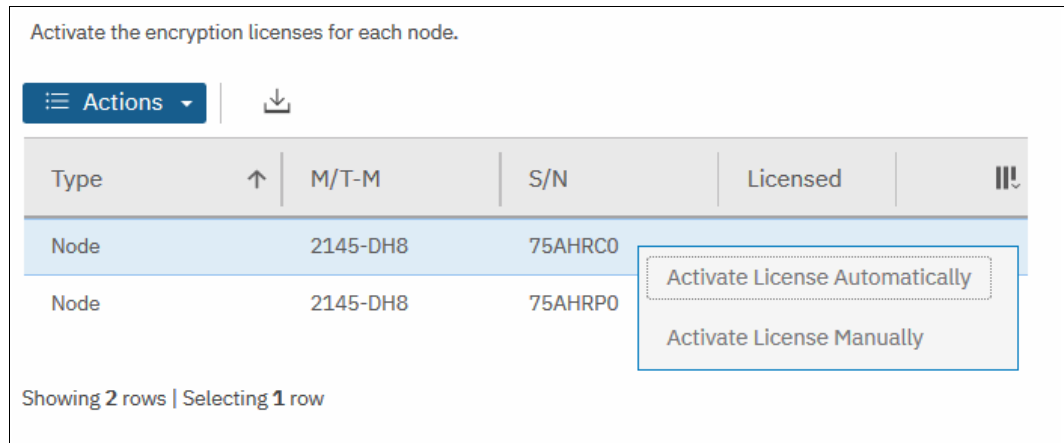 Activate the encryption licenses for each node.
Actions
Type M/T-M S/N Licensed
Node 2145-DH8 75AHRC0
Activate License Automatically
Node 2145-DH8 75AHRP0
Activate License Manually
Showing 2 rows | Selecting 1 row